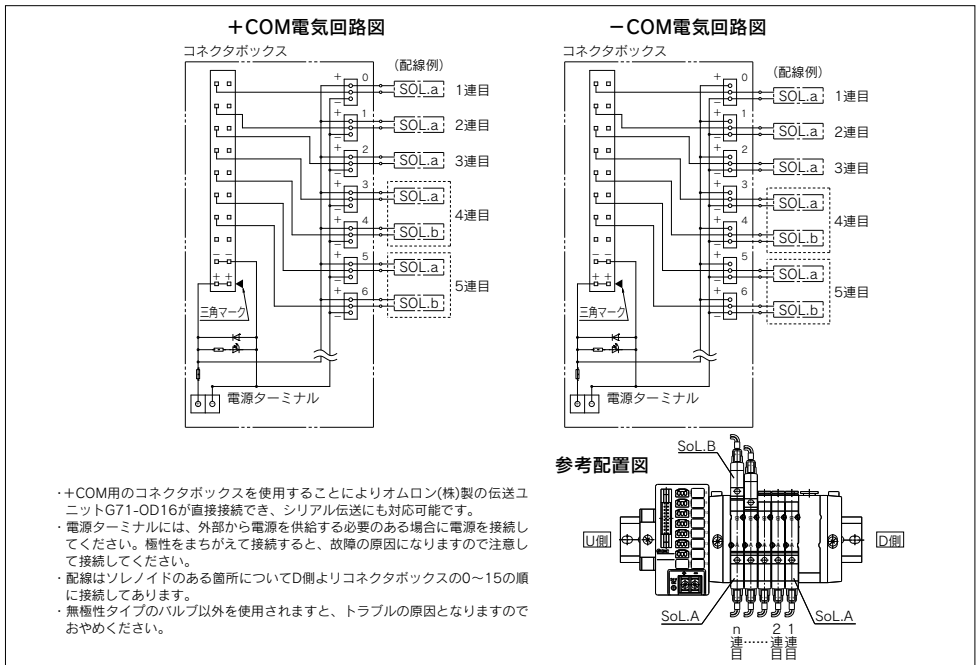 ＋COM電気回路図
コネクタボックス
(配線例)
+ 0 SOL.a 1連目
−
+ 1 SOL.a 2連目
−
+ 2 SOL.a 3連目
−
+ 3 SOL.a
−
4連目
+ 4 SOL.b
−
+ 5 SOL.a
−
5連目
+ 6 SOL.b
−
− −
+ +
三角マーク
電源ターミナル
−COM電気回路図
コネクタボックス
(配線例)
+ 0 SOL.a 1連目
−
+ 1 SOL.a 2連目
−
+ 2 SOL.a 3連目
−
+ 3 SOL.a
−
4連目
+ 4 SOL.b
−
+ 5 SOL.a
−
5連目
+ 6 SOL.b
−
− −
+ +
三角マーク
電源ターミナル
・＋COM用のコネクタボックスを使用することによりオムロン(株)製の伝送ユ
ニットG71-OD16が直接接続でき、シリアル伝送にも対応可能です。
・電源ターミナルには、外部から電源を供給する必要のある場合に電源を接続し
てください。極性をまちがえて接続すると、故障の原因になりますので注意し
て接続してください。
・配線はソレノイドのある箇所についてD側よりコネクタボックスの0〜15の順
に接続してあります。
・無極性タイプのバルブ以外を使用されますと、トラブルの原因となりますので
おやめください。
参考配置図
SoL.B
U側
D側
SoL.A
SoL.A
n連目……2連目 1連目